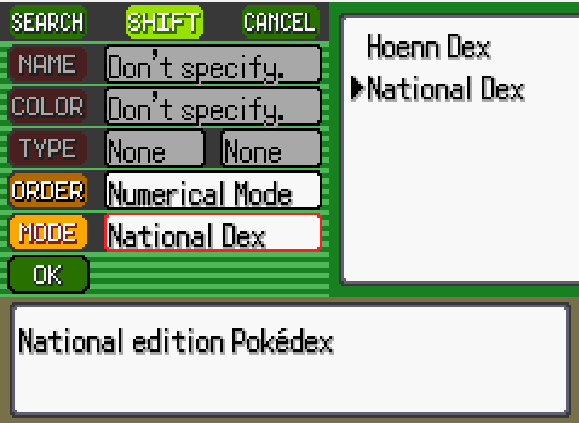 SEARCH SHIFT CANCEL
NAME Don't specify.
COLOR Don't specify.
TYPE None None
ORDER Numerical Mode
MODE National Dex
OK
Hoenn Dex
▶National Dex
National edition Pokédex